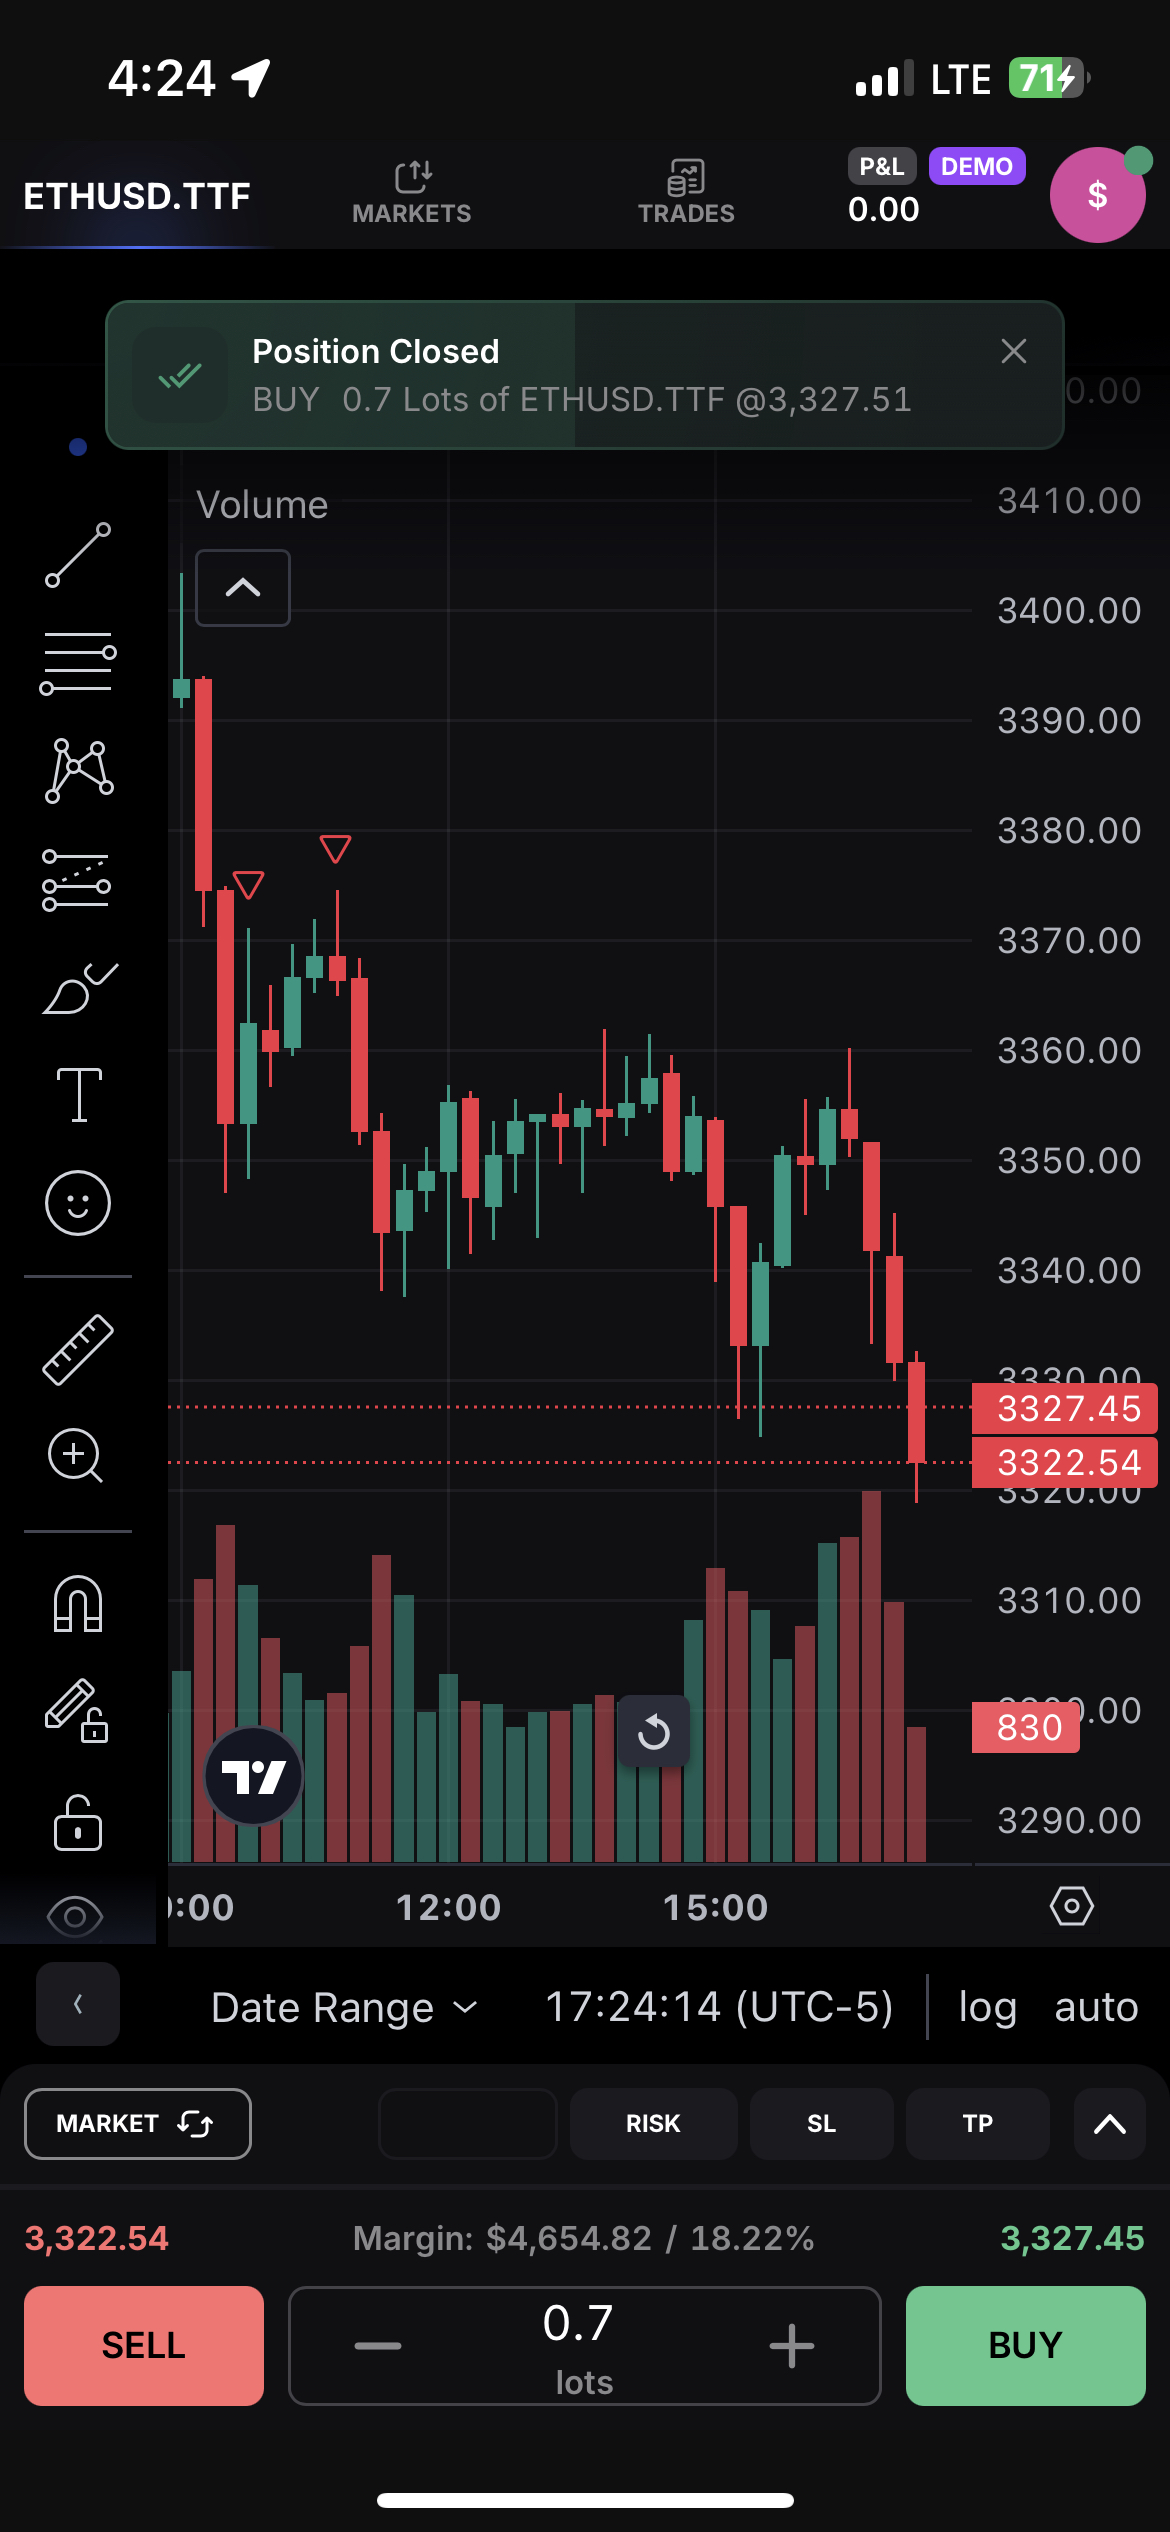 4:24
LTE
71
ETHUSD.TTF
MARKETS
TRADES
P&L
DEMO
0.00
$
Position Closed
BUY 0.7 Lots of ETHUSD.TTF @3,327.51
0.00
Volume
3410.00
3400.00
3390.00
3380.00
3370.00
3360.00
3350.00
3340.00
3330.00
3327.45
3322.54
3320.00
3310.00
830
.00
3290.00
:00
12:00
15:00
Date Range
17:24:14 (UTC-5)
log
auto
MARKET
RISK
SL
TP
3,322.54
Margin: $4,654.82 / 18.22%
3,327.45
SELL
0.7
lots
BUY